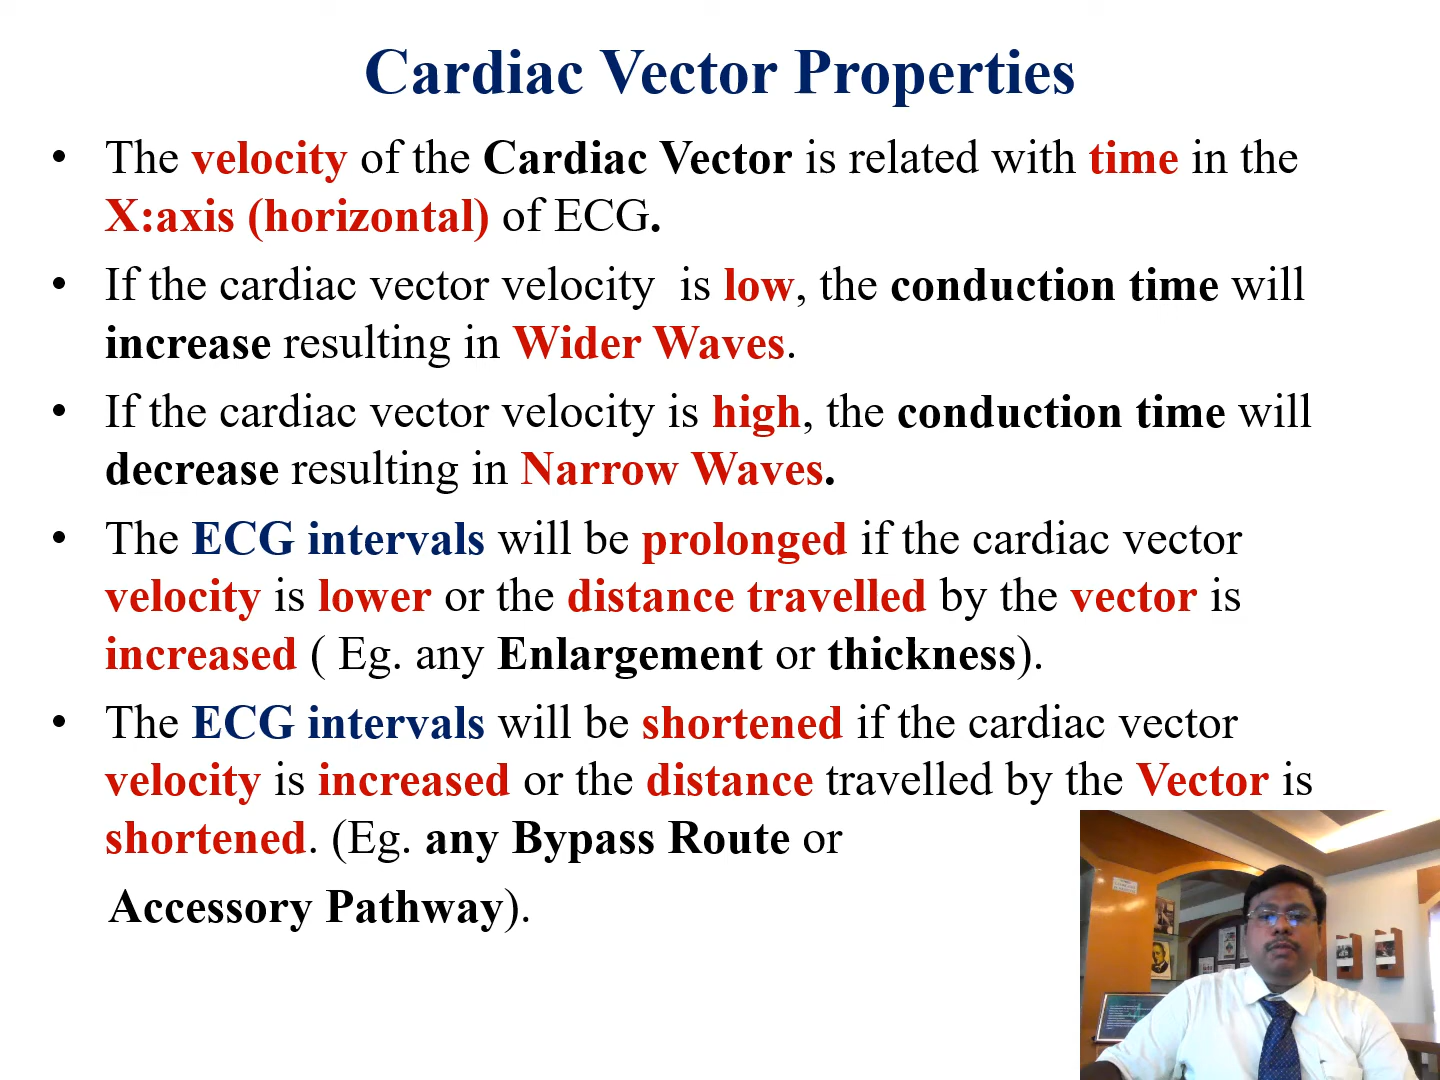 Cardiac Vector Properties
• The velocity of the Cardiac Vector is related with time in the
X:axis (horizontal) of ECG.
• If the cardiac vector velocity is low, the conduction time will
increase resulting in Wider Waves.
• If the cardiac vector velocity is high, the conduction time will
decrease resulting in Narrow Waves.
• The ECG intervals will be prolonged if the cardiac vector
velocity is lower or the distance travelled by the vector is
increased ( Eg. any Enlargement or thickness).
• The ECG intervals will be shortened if the cardiac vector
velocity is increased or the distance travelled by the Vector is
shortened. (Eg. any Bypass Route or
Accessory Pathway).